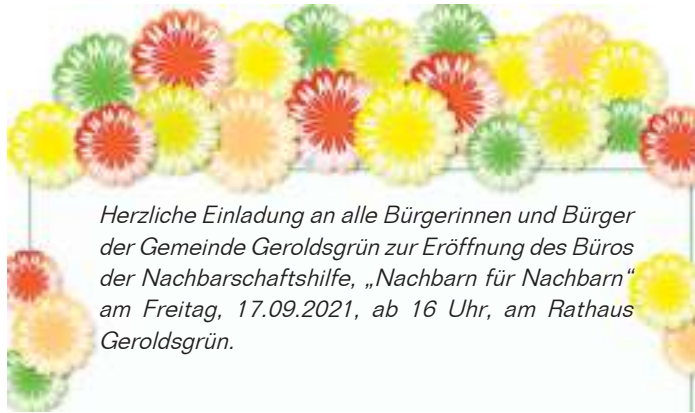 Herzliche Einladung an alle Bürgerinnen und Bürger
der Gemeinde Geroldsgrün zur Eröffnung des Büros
der Nachbarschaftshilfe, „Nachbarn für Nachbarn“
am Freitag, 17.09.2021, ab 16 Uhr, am Rathaus
Geroldsgrün.